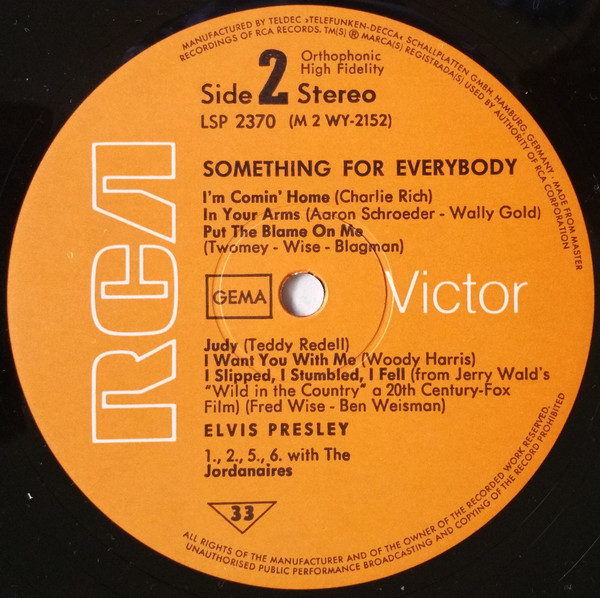 MANUFACTURED BY TELDEC »TELEFUNKEN-DECCA« SCHALLPLATTEN GMBH, HAMBURG, GERMANY · MADE FROM MASTER
RECORDINGS OF RCA RECORDS. TM(S) ® MARCA(S) REGISTRADA(S) USED BY AUTHORITY OF RCA CORPORATION
Orthophonic
High Fidelity
Side 2 Stereo
LSP 2370 (M 2 WY-2152)
SOMETHING FOR EVERYBODY
I'm Comin' Home (Charlie Rich)
In Your Arms (Aaron Schroeder - Wally Gold)
Put The Blame On Me
(Twomey - Wise - Blagman)
RCA
GEMA
Victor
Judy (Teddy Redell)
I Want You With Me (Woody Harris)
I Slipped, I Stumbled, I Fell (from Jerry Wald's
"Wild in the Country" a 20th Century-Fox
Film) (Fred Wise - Ben Weisman)
ELVIS PRESLEY
1., 2., 5., 6. with The
Jordanaires
33
ALL RIGHTS OF THE MANUFACTURER AND OF THE OWNER OF THE RECORDED WORK RESERVED.
UNAUTHORISED PUBLIC PERFORMANCE BROADCASTING AND COPYING OF THE RECORD PROHIBITED